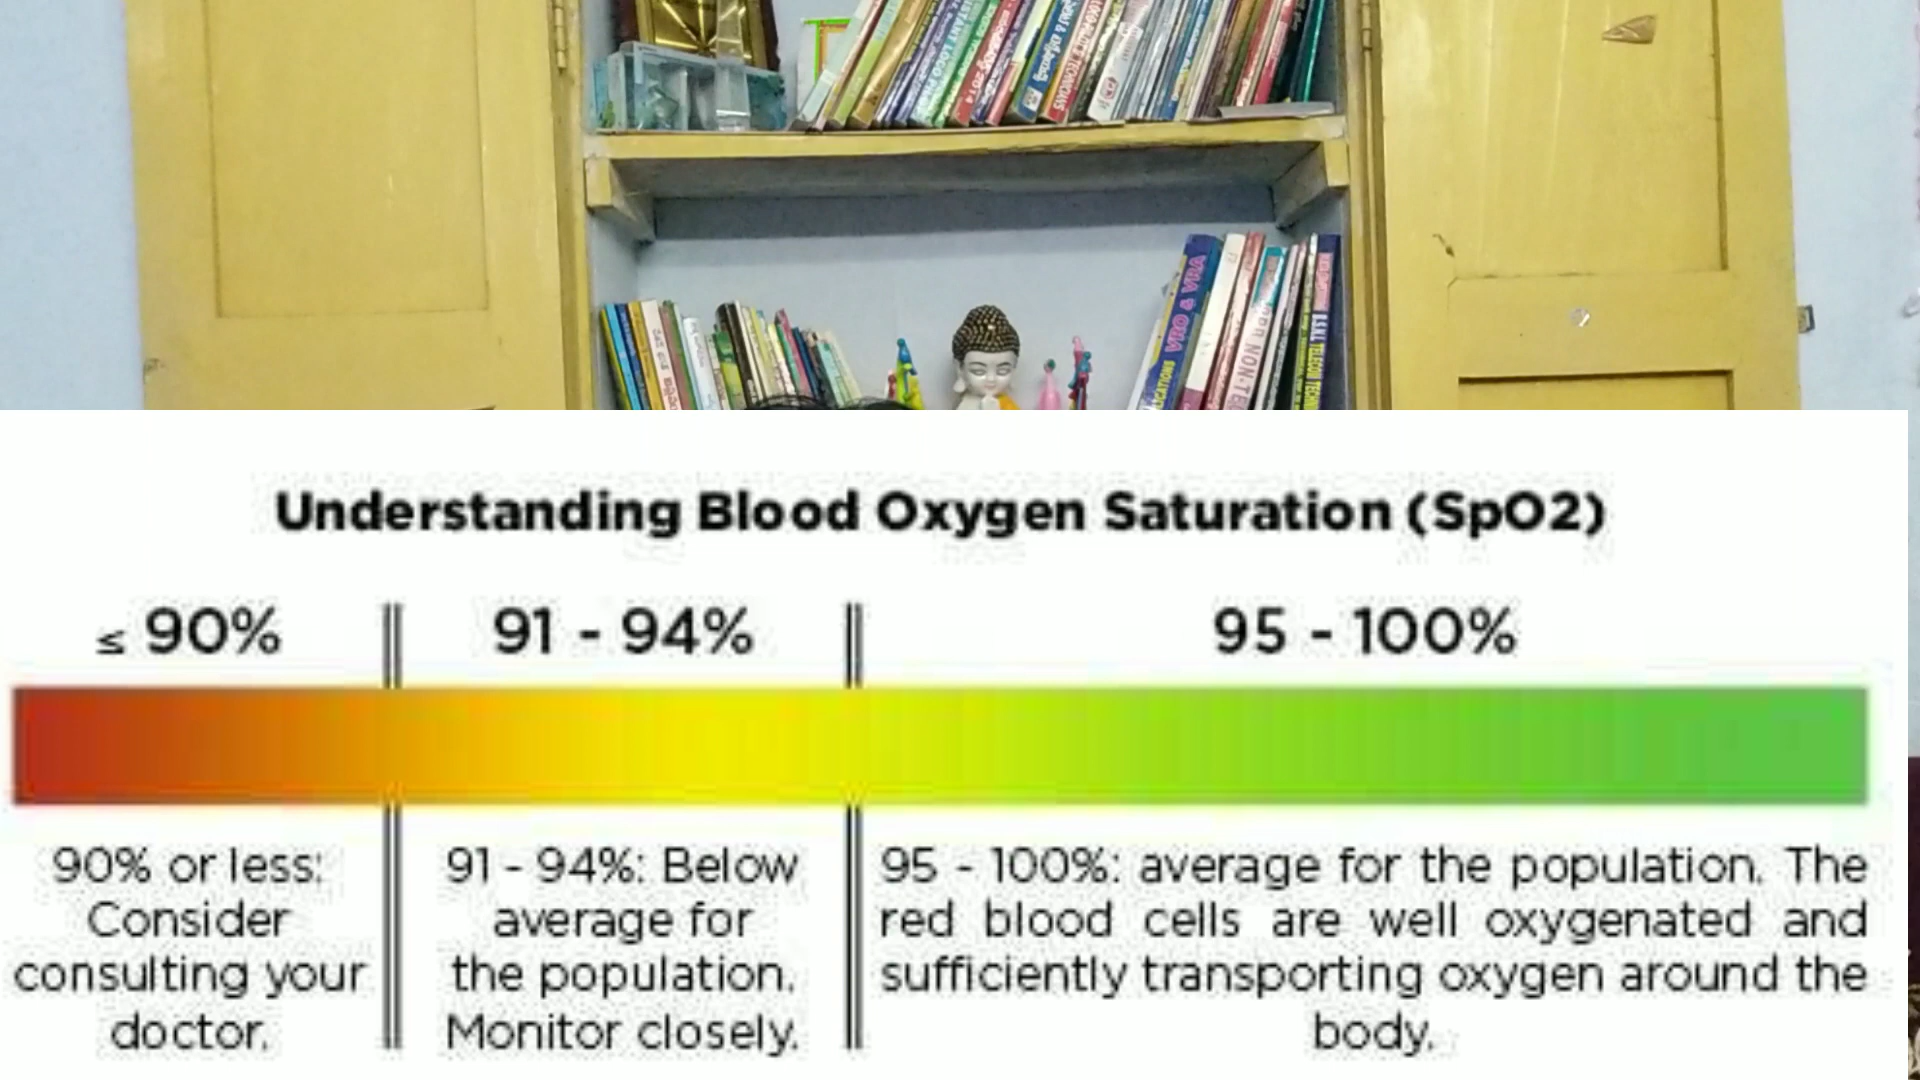 VRO & VRA
Understanding Blood Oxygen Saturation (SpO2)
≤ 90%
91 - 94%
95 - 100%
90% or less:
Consider
consulting your
doctor.
91 - 94%: Below
average for
the population.
Monitor closely.
95 - 100%: average for the population. The
red blood cells are well oxygenated and
sufficiently transporting oxygen around the
body.